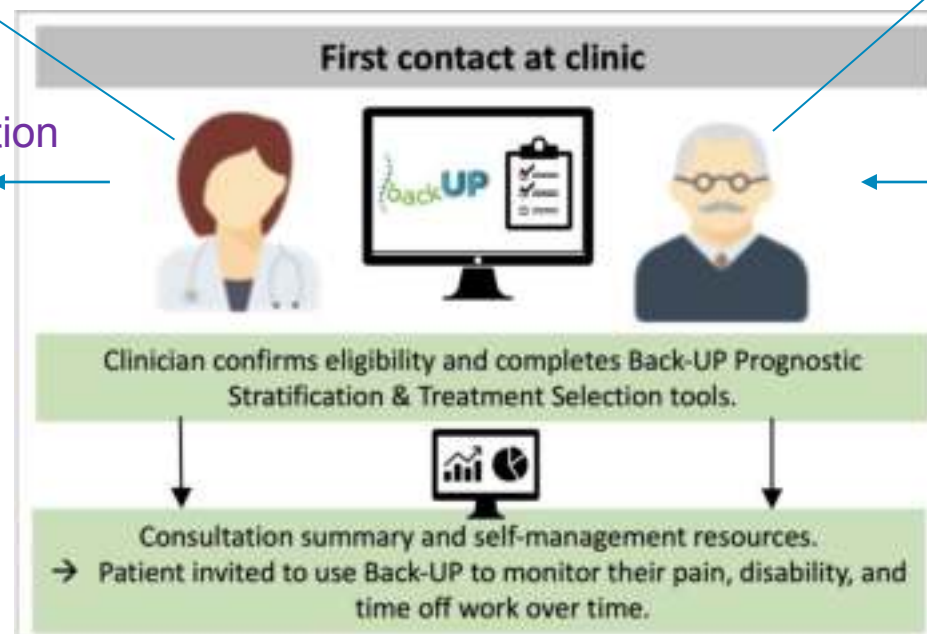 First contact at clinic
tion
backUP
Clinician confirms eligibility and completes Back-UP Prognostic
Stratification & Treatment Selection tools.
Consultation summary and self-management resources.
→ Patient invited to use Back-UP to monitor their pain, disability, and
time off work over time.